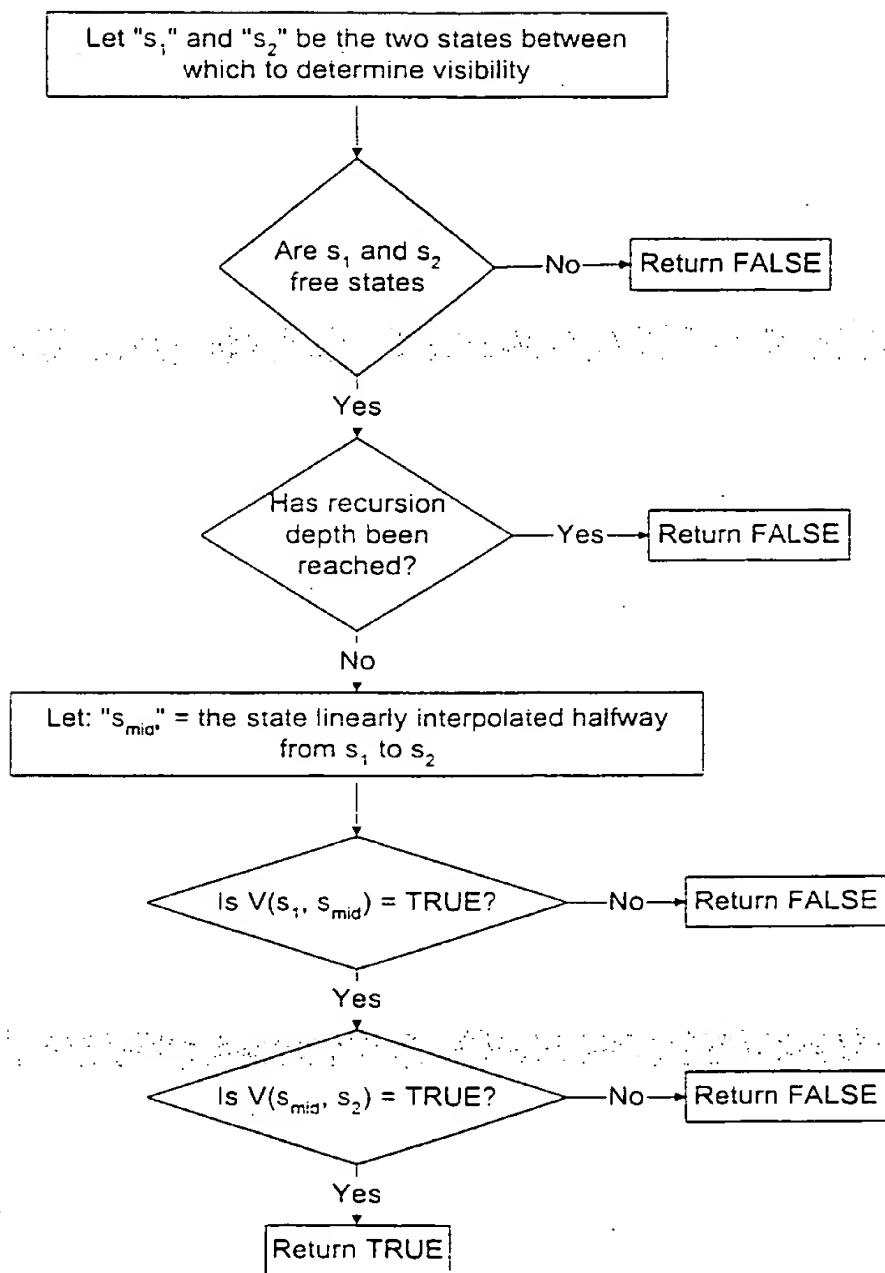 Let "s₁" and "s₂" be the two states between
which to determine visibility
Are s₁ and s₂
free states
No
Return FALSE
Yes
Has recursion
depth been
reached?
Yes
Return FALSE
No
Let: "s_mid," = the state linearly interpolated halfway
from s₁ to s₂
Is V(s₁, s_mid) = TRUE?
No
Return FALSE
Yes
Is V(s_mid, s₂) = TRUE?
No
Return FALSE
Yes
Return TRUE